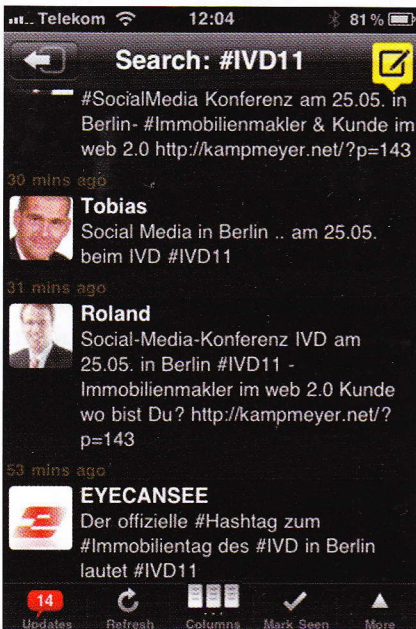 Telekom 12:04 81 %
Search: #IVD11
#SocialMedia Konferenz am 25.05. in
Berlin- #Immobilienmakler & Kunde im
web 2.0 http://kampmeyer.net/?p=143
30 mins ago
Tobias
Social Media in Berlin .. am 25.05.
beim IVD #IVD11
31 mins ago
Roland
Social-Media-Konferenz IVD am
25.05. in Berlin #IVD11 -
Immobilienmakler im web 2.0 Kunde
wo bist Du? http://kampmeyer.net/?
p=143
53 mins ago
EYECANSEE
Der offizielle #Hashtag zum
#Immobilientag des #IVD in Berlin
lautet #IVD11
14
Updates Refresh Columns Mark Seen More